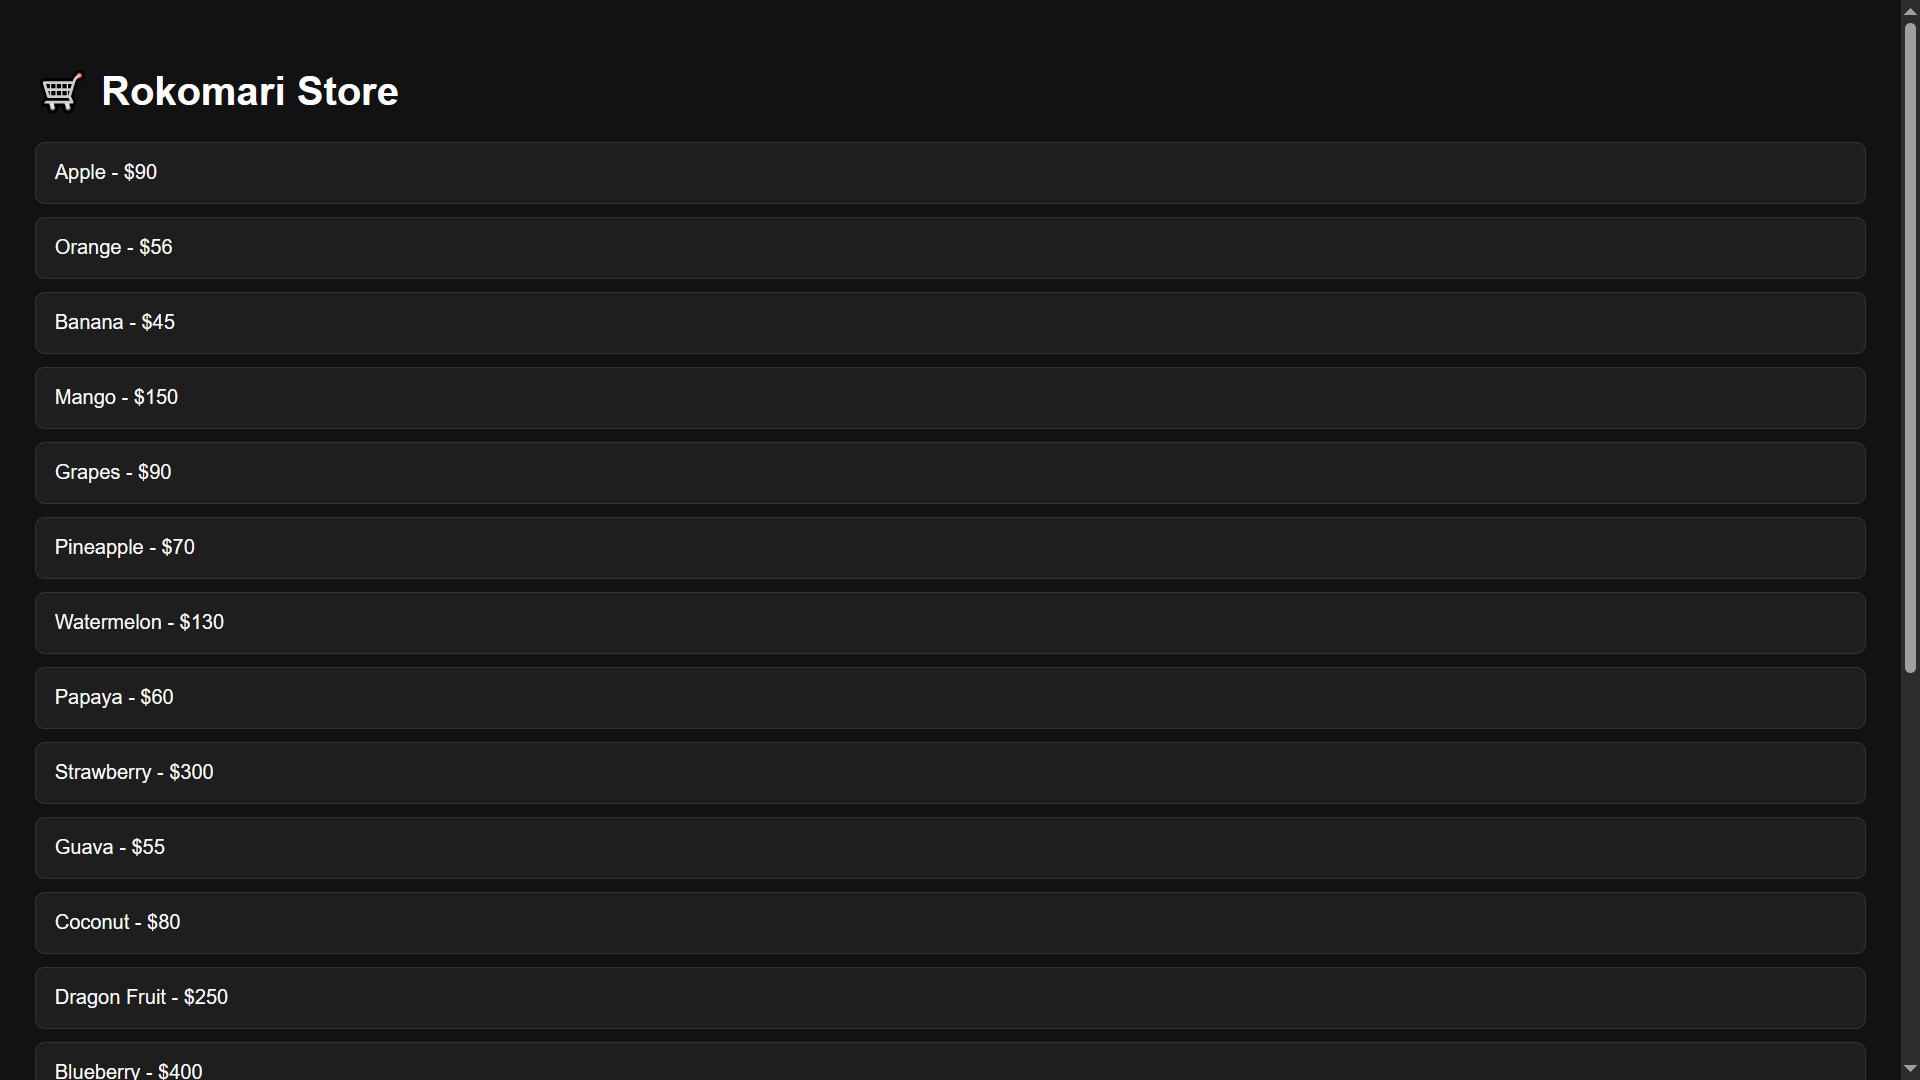 Rokomari Store
Apple - $90
Orange - $56
Banana - $45
Mango - $150
Grapes - $90
Pineapple - $70
Watermelon - $130
Papaya - $60
Strawberry - $300
Guava - $55
Coconut - $80
Dragon Fruit - $250
Blueberry - $400